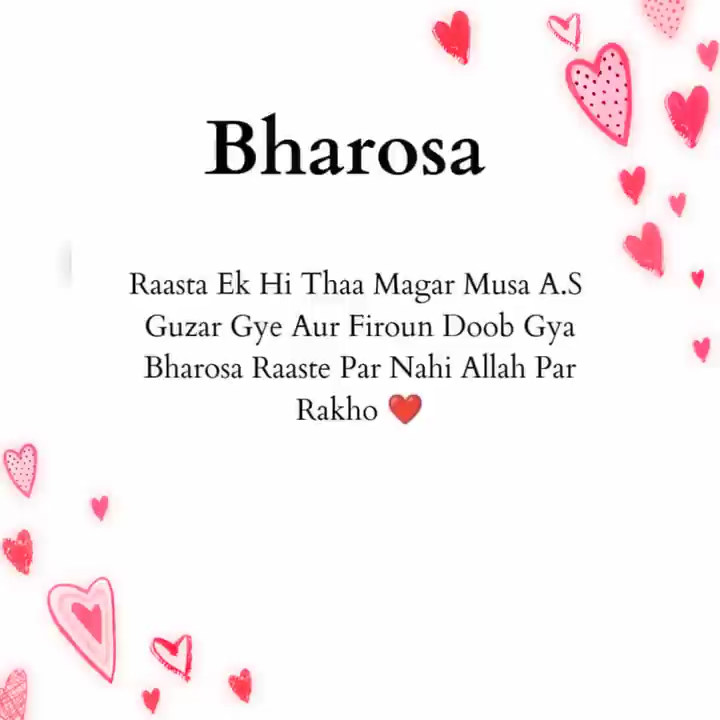 Bharosa
Raasta Ek Hi Thaa Magar Musa A.S
Guzar Gye Aur Firoun Doob Gya
Bharosa Raaste Par Nahi Allah Par
Rakho ❤️